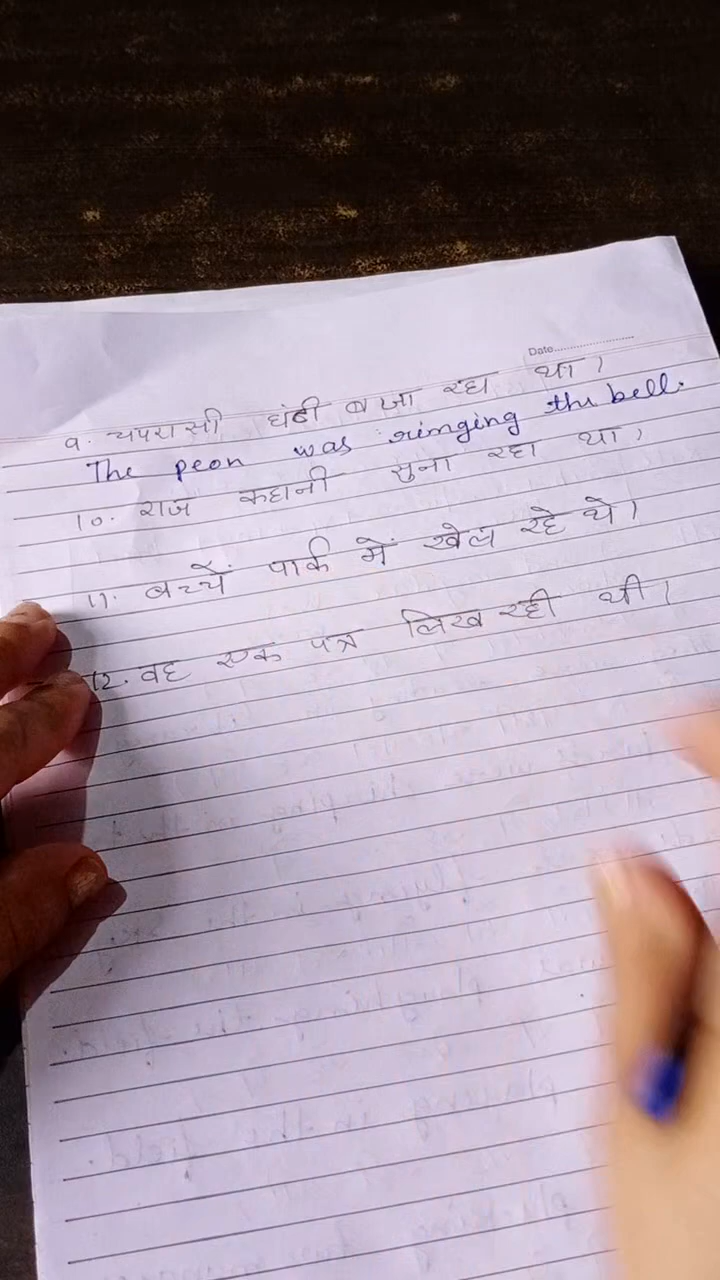 Date
9. चपरासी घंटी बजा रहा था।
The peon was ringing the bell.
10. राज कहानी सुना रहा था।
11. बच्चें पार्क में खेल रहे थे।
12. वह एक पत्र लिख रही थी।